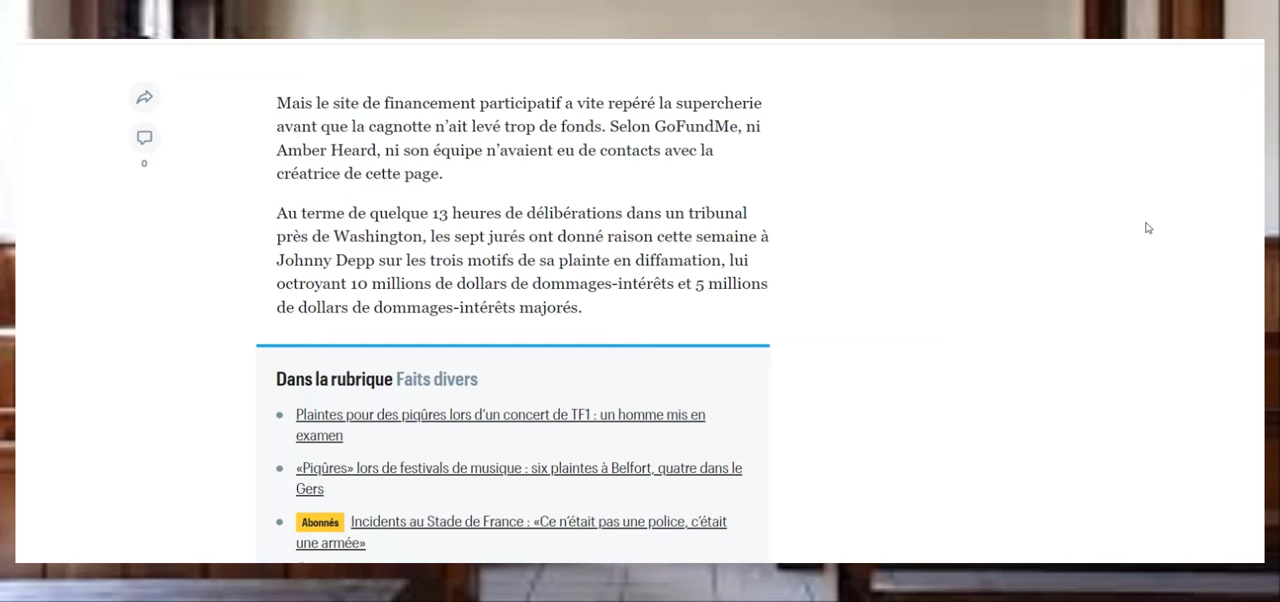 Mais le site de financement participatif a vite repéré la supercherie
avant que la cagnotte n'ait levé trop de fonds. Selon GoFundMe, ni
Amber Heard, ni son équipe n'avaient eu de contacts avec la
créatrice de cette page.
0
Au terme de quelque 13 heures de délibérations dans un tribunal
près de Washington, les sept jurés ont donné raison cette semaine à
Johnny Depp sur les trois motifs de sa plainte en diffamation, lui
octroyant 10 millions de dollars de dommages-intérêts et 5 millions
de dollars de dommages-intérêts majorés.
Dans la rubrique Faits divers
Plaintes pour des piqûres lors d'un concert de TF1 : un homme mis en
examen
«Piqûres» lors de festivals de musique : six plaintes à Belfort, quatre dans le
Gers
Abonnés Incidents au Stade de France : «Ce n'était pas une police, c'était
une armée»